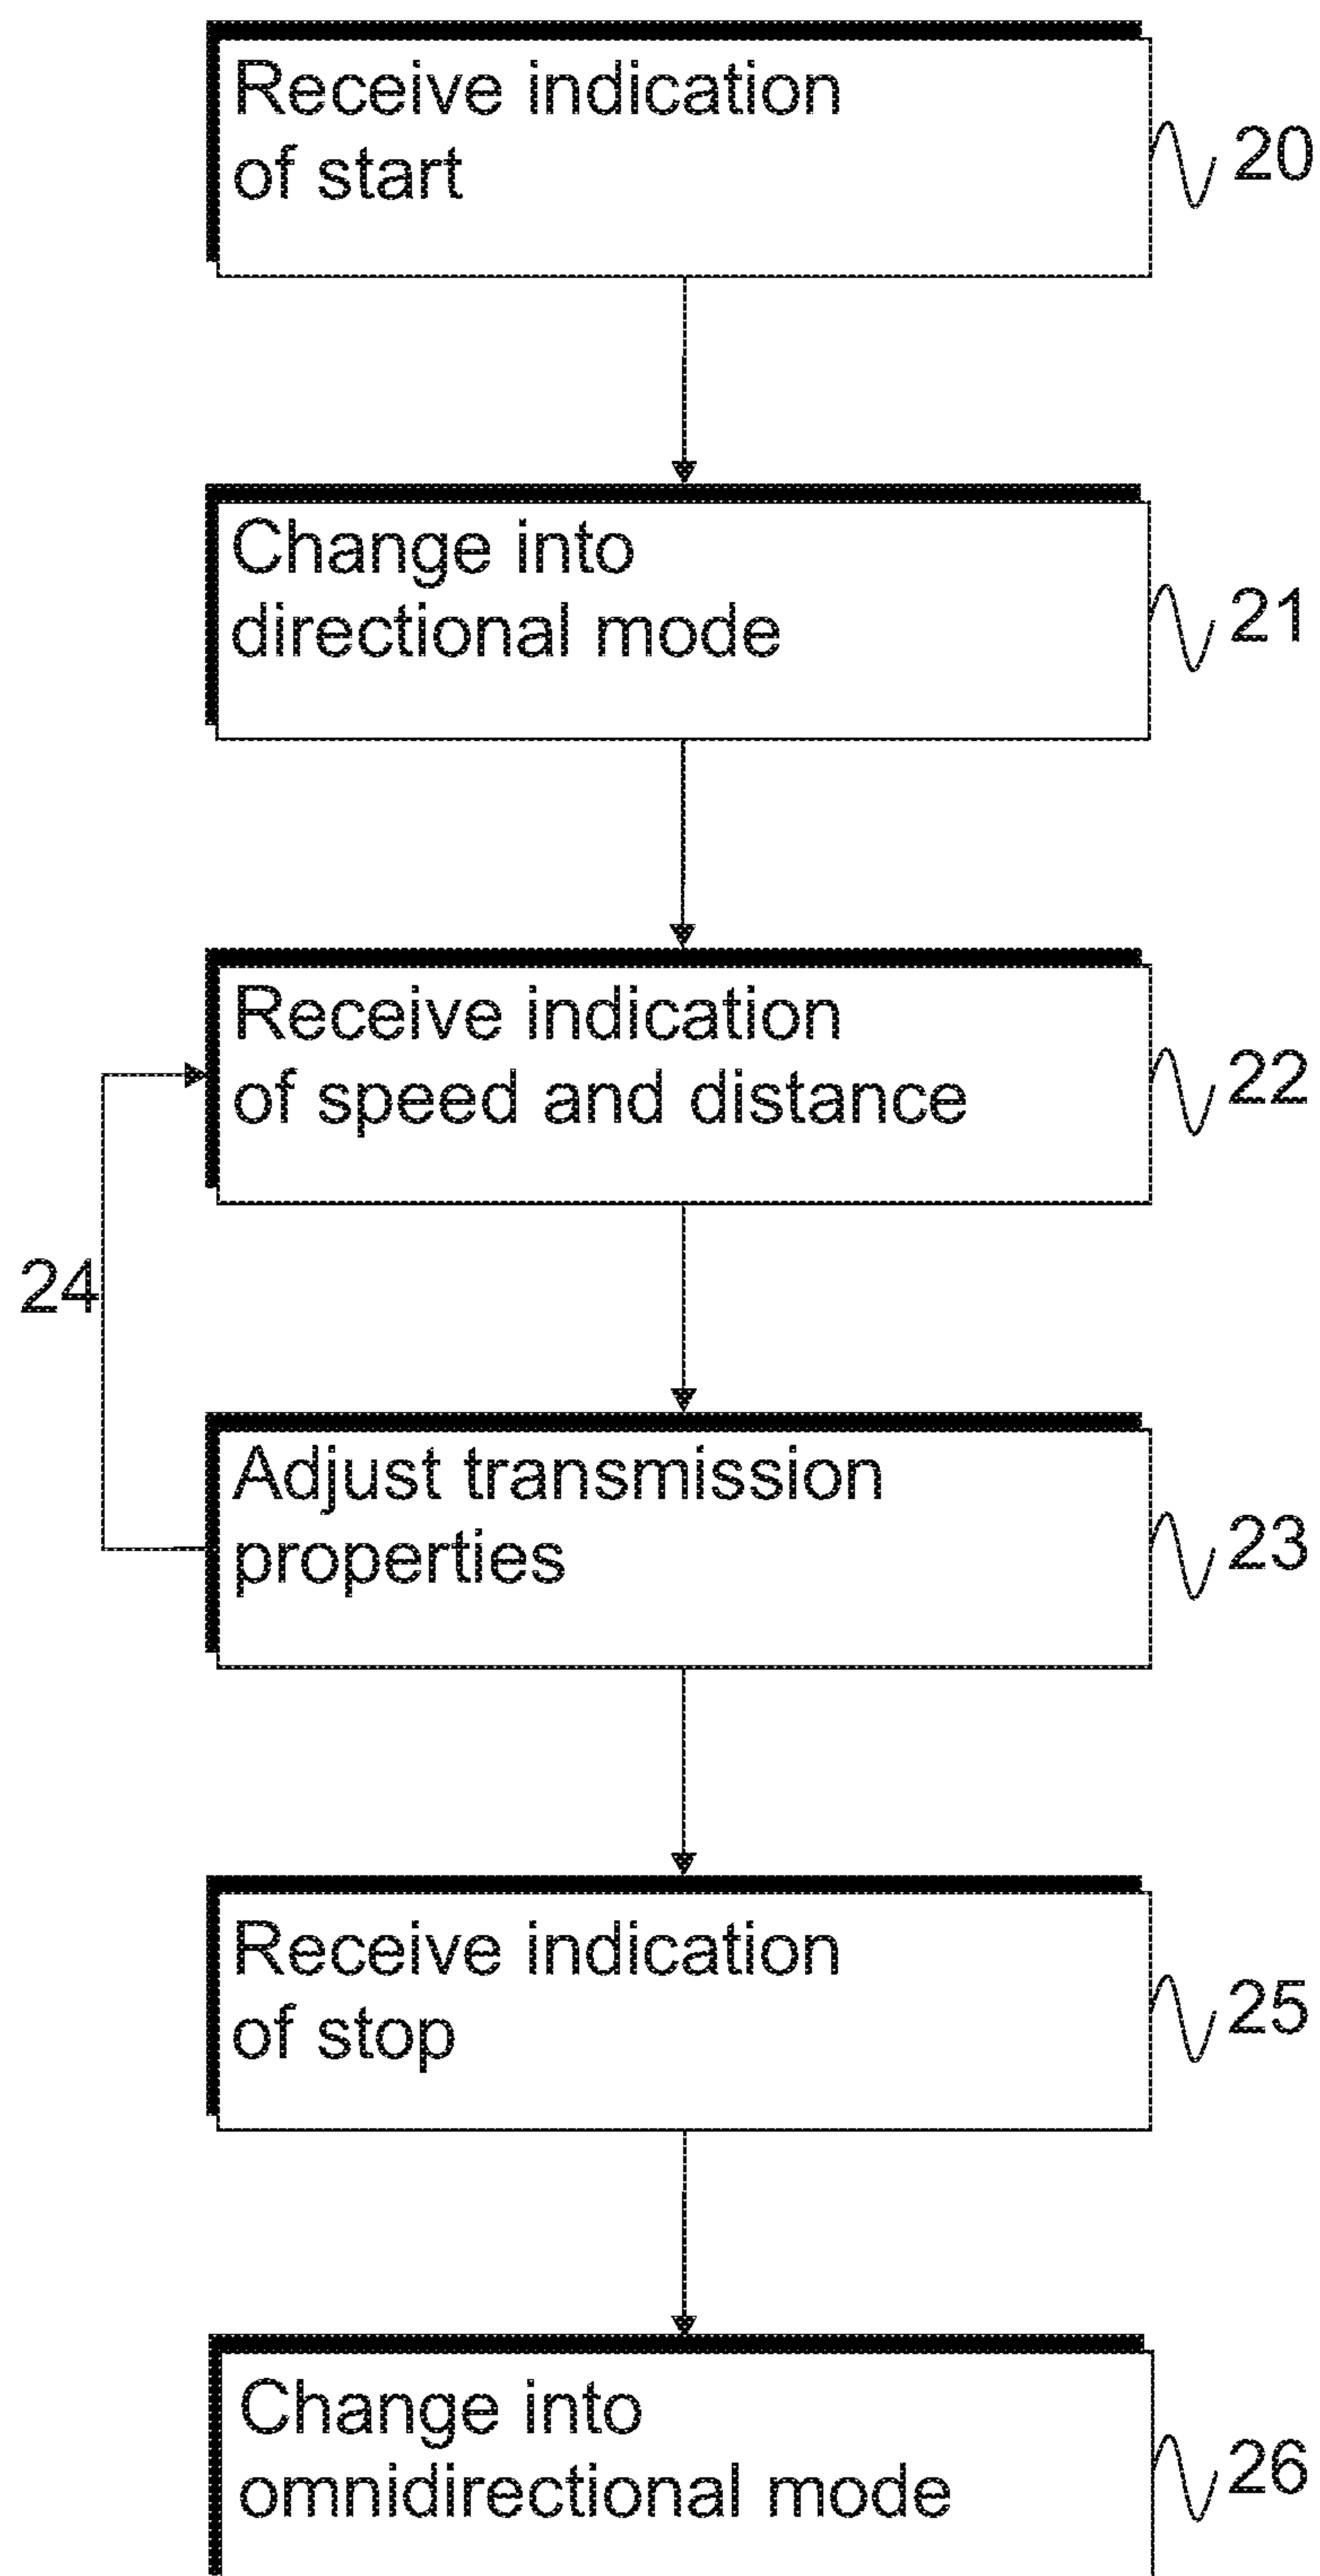 Receive indication
of start
20
Change into
directional mode
21
Receive indication
of speed and distance
22
24
Adjust transmission
properties
23
Receive indication
of stop
25
Change into
omnidirectional mode
26